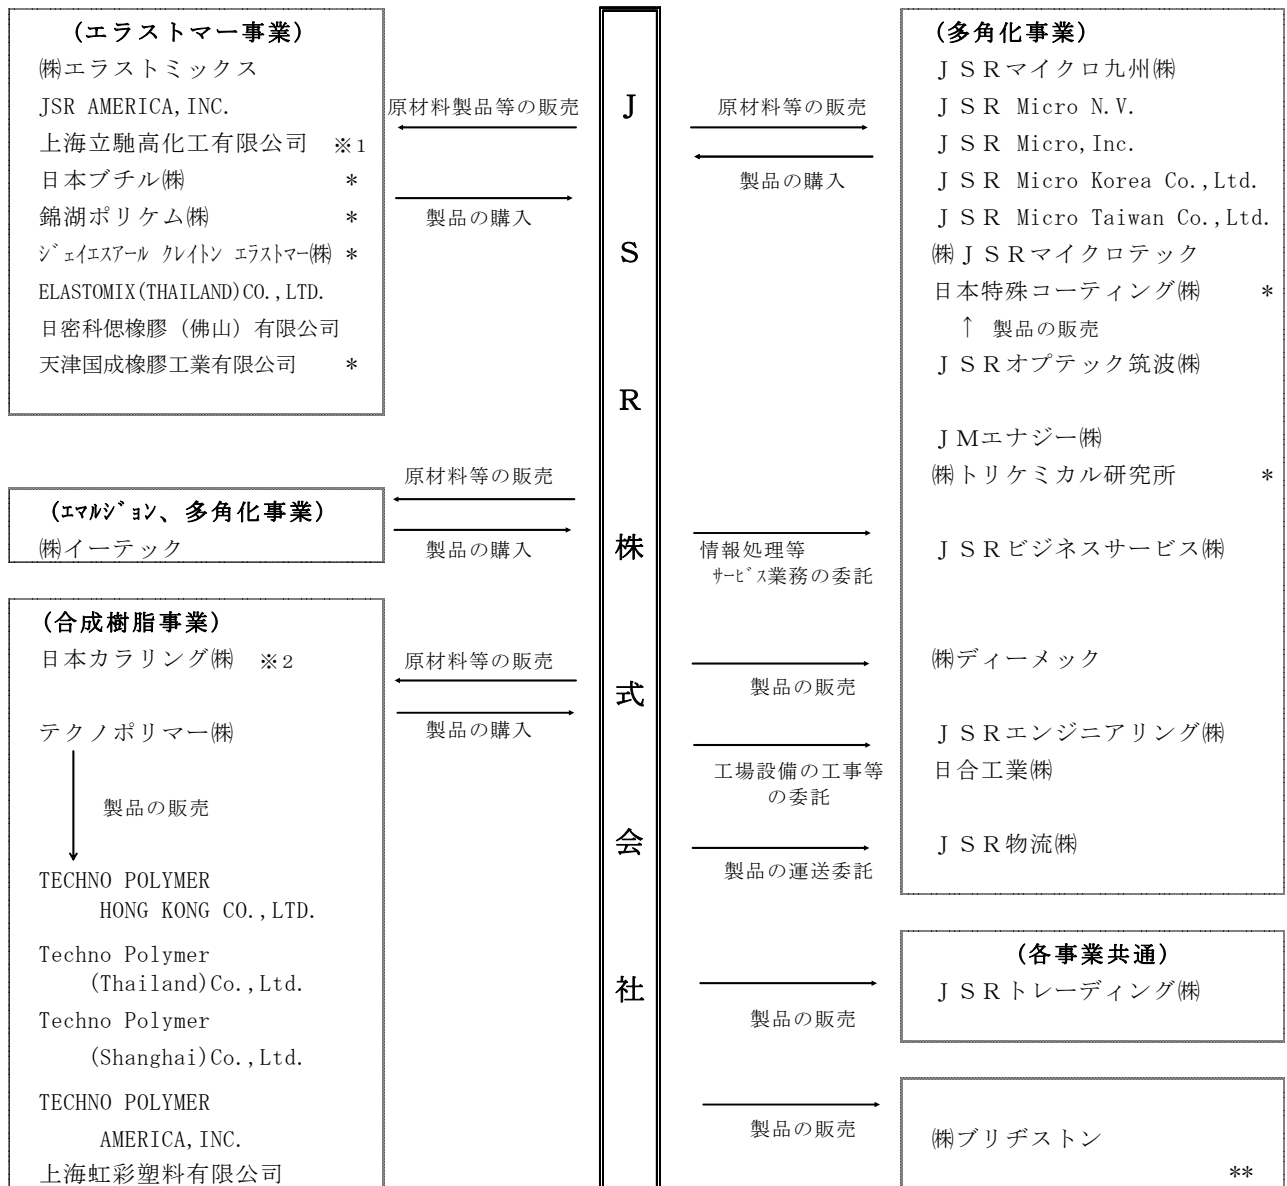 (エラストマー事業)
㈱エラストミックス
JSR AMERICA,INC.
上海立馳高化工有限公司 ※1
日本ブチル㈱ *
錦湖ポリケム㈱ *
ジェイエスアール クレイトン エラストマー㈱ *
ELASTOMIX(THAILAND)CO.,LTD.
日密科偲橡膠（佛山）有限公司
天津国成橡膠工業有限公司 *
原材料製品等の販売
製品の購入
原材料等の販売
(エマルジョン、多角化事業)
㈱イーテック
製品の購入
(合成樹脂事業)
日本カラリング㈱ ※2
テクノポリマー㈱
製品の販売
TECHNO POLYMER
HONG KONG CO.,LTD.
Techno Polymer
(Thailand)Co.,Ltd.
Techno Polymer
(Shanghai)Co.,Ltd.
TECHNO POLYMER
AMERICA,INC.
上海虹彩塑料有限公司
原材料等の販売
製品の購入
J
S
R
株
式
会
社
原材料等の販売
製品の購入
情報処理等
サービス業務の委託
製品の販売
工場設備の工事等
の委託
製品の運送委託
製品の販売
製品の販売
(多角化事業)
ＪＳＲマイクロ九州㈱
ＪＳＲ Micro N.V.
ＪＳＲ Micro,Inc.
ＪＳＲ Micro Korea Co.,Ltd.
ＪＳＲ Micro Taiwan Co.,Ltd.
㈱ＪＳＲマイクロテック
日本特殊コーティング㈱ *
↑ 製品の販売
ＪＳＲオプテック筑波㈱
ＪＭエナジー㈱
㈱トリケミカル研究所 *
ＪＳＲビジネスサービス㈱
㈱ディーメック
ＪＳＲエンジニアリング㈱
日合工業㈱
ＪＳＲ物流㈱
(各事業共通)
ＪＳＲトレーディング㈱
㈱ブリヂストン
**